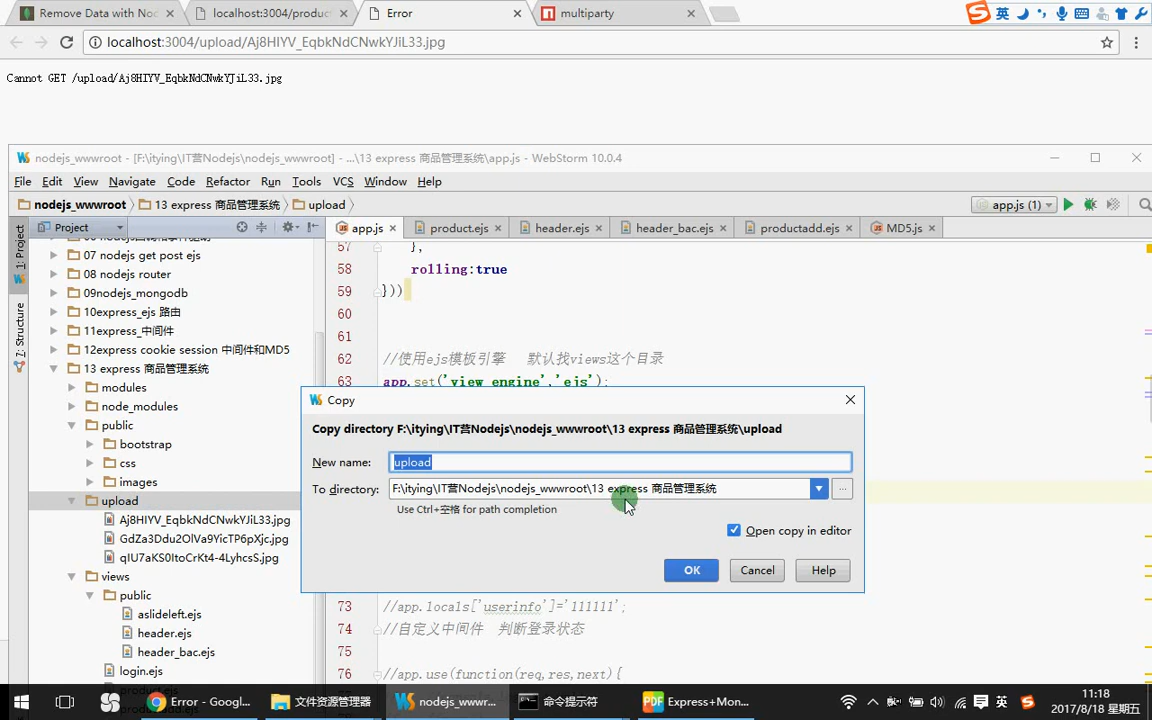 Remove Data with Nod
localhost:3004/produc
Error
multiparty
英
localhost:3004/upload/Aj8HIYV_EqbkNdCNwkYJiL33.jpg
Cannot GET /upload/Aj8HIYV_EqbkNdCNwkYJiL33.jpg
nodejs_wwwroot - [F:\itying\IT营Nodejs\nodejs_wwwroot] - ...\13 express 商品管理系统\app.js - WebStorm 10.0.4
File Edit View Navigate Code Refactor Run Tools VCS Window Help
nodejs_wwwroot 13 express 商品管理系统 upload
app.js (1)
1: Project
7: Structure
Project
app.js product.ejs header.ejs header_bac.ejs productadd.ejs MD5.js
07 nodejs get post ejs
08 nodejs router
09nodejs_mongodb
10express_ejs 路由
11express_中间件
12express cookie session 中间件和MD5
13 express 商品管理系统
modules
node_modules
public
bootstrap
css
images
upload
Aj8HIYV_EqbkNdCNwkYJiL33.jpg
GdZa3Ddu2OlVa9YicTP6pXjc.jpg
qIU7aKS0ItoCrKt4-4LyhcsS.jpg
views
public
aslideleft.ejs
header.ejs
header_bac.ejs
login.ejs
57 },
58 rolling:true
59 }))
60
61
62 //使用ejs模板引擎 默认找views这个目录
63 app.set('view engine','ejs');
Copy
Copy directory F:\itying\IT营Nodejs\nodejs_wwwroot\13 express 商品管理系统\upload
New name: upload
To directory: F:\itying\IT营Nodejs\nodejs_wwwroot\13 express 商品管理系统
Use Ctrl+空格 for path completion
Open copy in editor
OK Cancel Help
73 //app.locals['userinfo']='111111';
74 //自定义中间件 判断登录状态
75
76 //app.use(function(req,res,next){
Error - Googl...
文件资源管理器
nodejs_wwwr...
命令提示符
Express+Mon...
英
11:18
2017/8/18 星期五